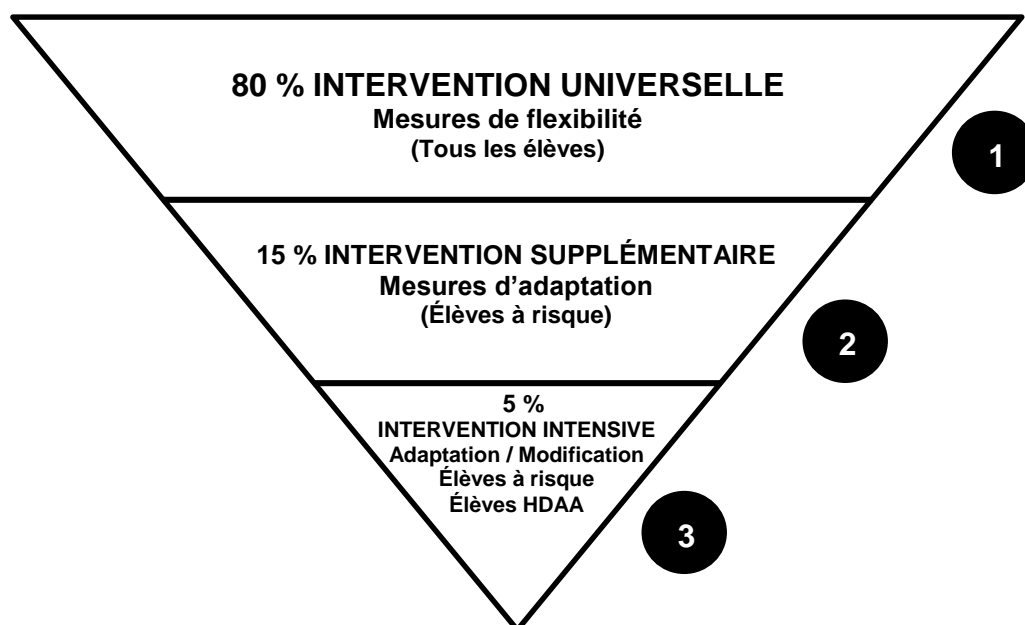 80 % INTERVENTION UNIVERSELLE
Mesures de flexibilité
(Tous les élèves)
1
15 % INTERVENTION SUPPLÉMENTAIRE
Mesures d’adaptation
(Élèves à risque)
2
5 %
INTERVENTION INTENSIVE
Adaptation / Modification
Élèves à risque
Élèves HDAA
3